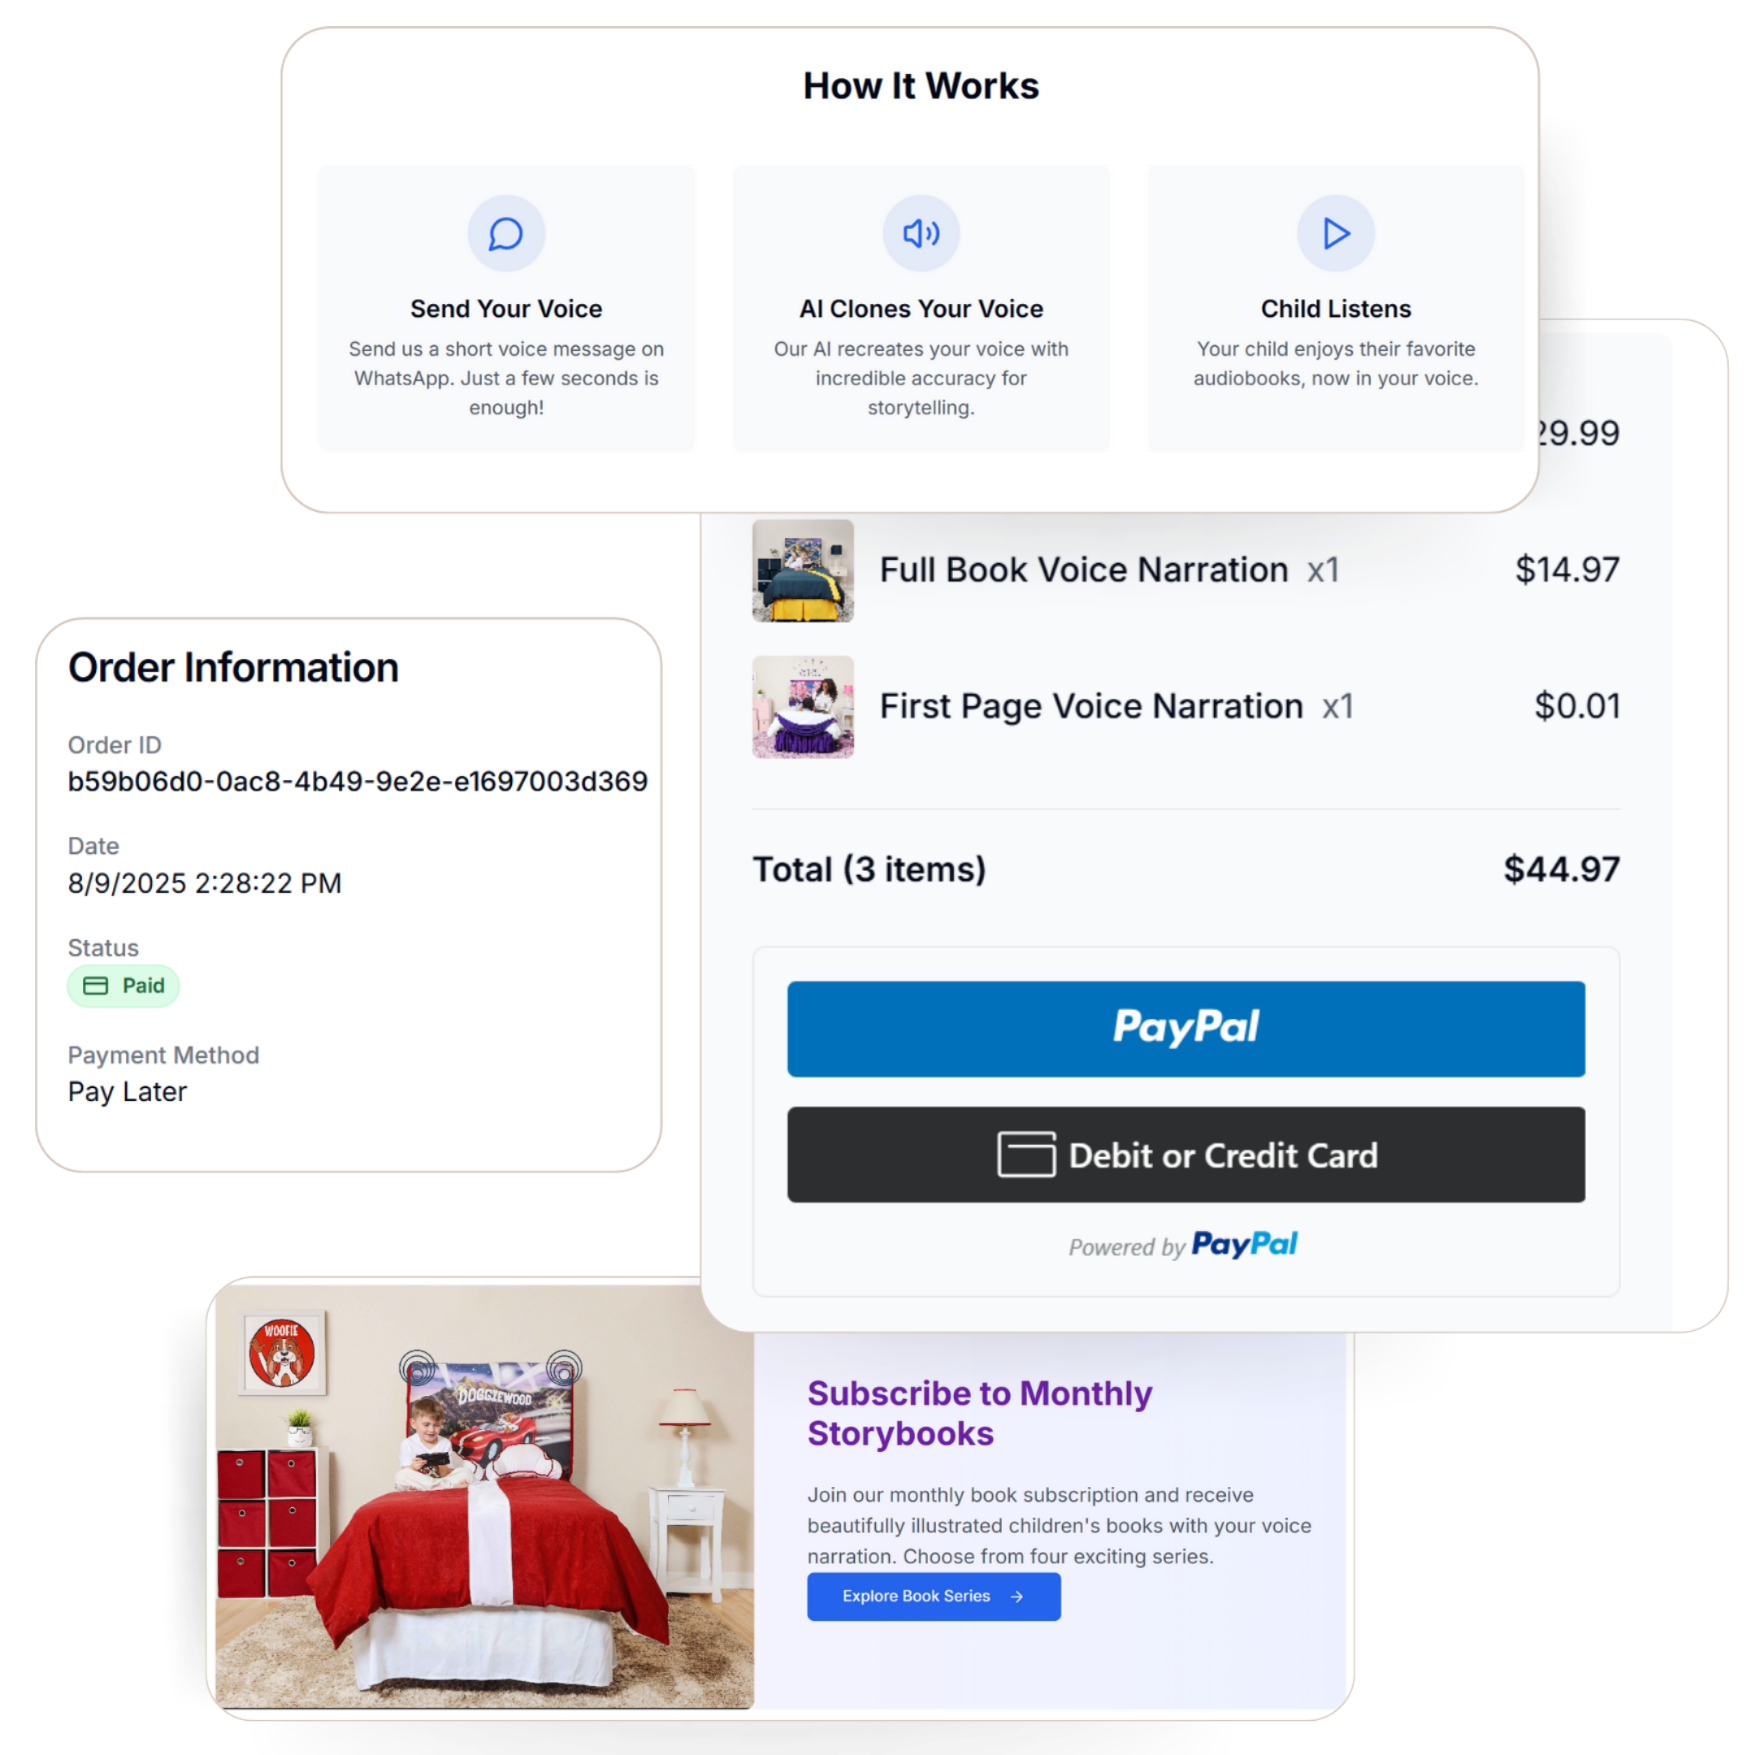 How It Works
Send Your Voice
Send us a short voice message on
WhatsApp. Just a few seconds is
enough!
AI Clones Your Voice
Our AI recreates your voice with
incredible accuracy for
storytelling.
Child Listens
Your child enjoys their favorite
audiobooks, now in your voice.
29.99
Full Book Voice Narration x1 $14.97
First Page Voice Narration x1 $0.01
Total (3 items) $44.97
PayPal
Debit or Credit Card
Powered by PayPal
Order Information
Order ID
b59b06d0-0ac8-4b49-9e2e-e1697003d369
Date
8/9/2025 2:28:22 PM
Status
Paid
Payment Method
Pay Later
WOOFIE
DOGGIEWOOD
Subscribe to Monthly
Storybooks
Join our monthly book subscription and receive
beautifully illustrated children's books with your voice
narration. Choose from four exciting series.
Explore Book Series →